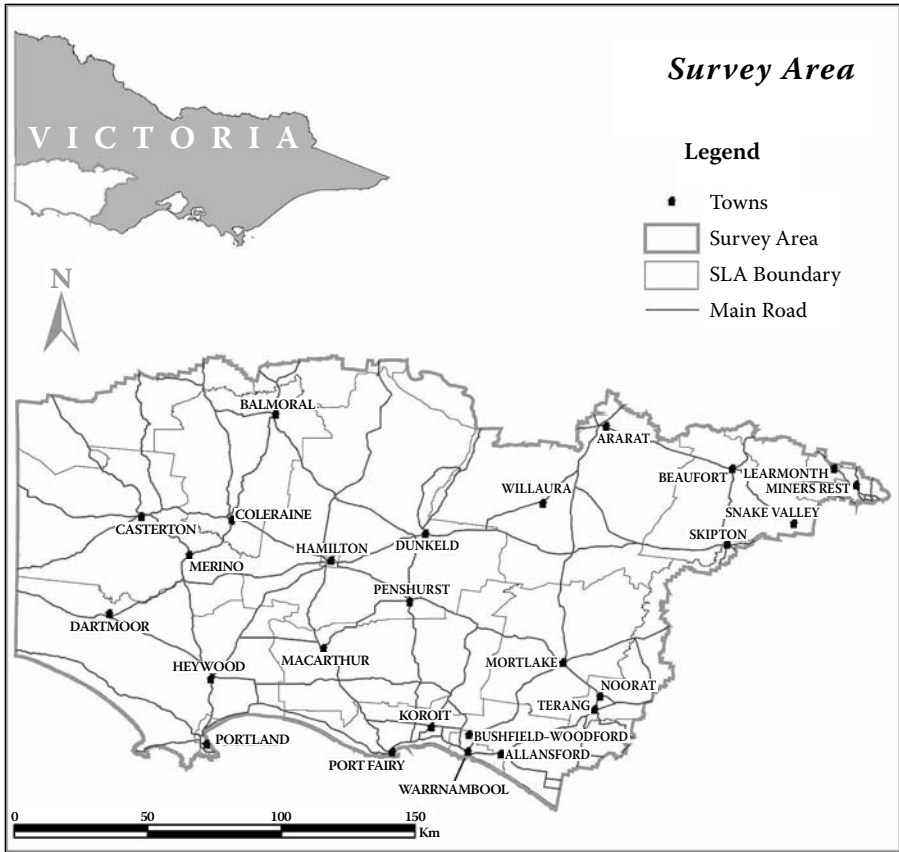 Survey Area
VICTORIA
Legend
Towns
Survey Area
SLA Boundary
Main Road
N
BALMORAL
ARARAT
BEAUFORT
LEARMONTH
MINERS REST
WILLAURA
SNAKE VALLEY
CASTERTON
COLERAINE
SKIPTON
DUNKELD
HAMILTON
MERINO
PENSHURST
DARTMOOR
MACARTHUR
MORTLAKE
HEYWOOD
NOORAT
TERANG
KOROIT
BUSHFIELD–WOODFORD
PORTLAND
PORT FAIRY
ALLANSFORD
WARRNAMBOOL
0 50 100 150
Km